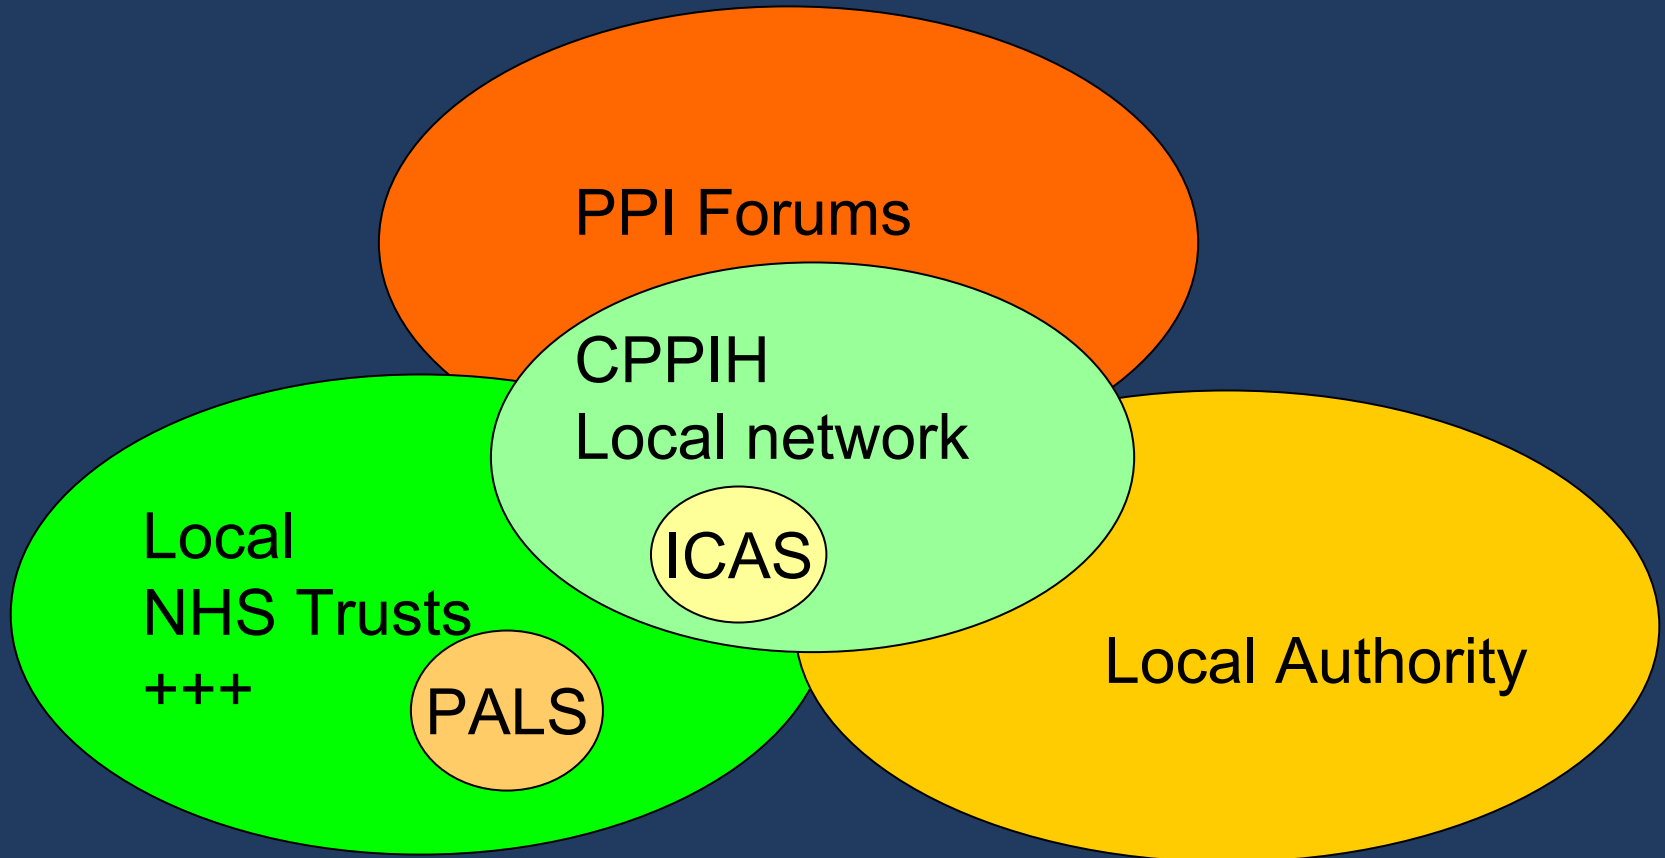 PPI Forums
CPPIH
Local network
ICAS
Local
NHS Trusts
+++
PALS
Local Authority